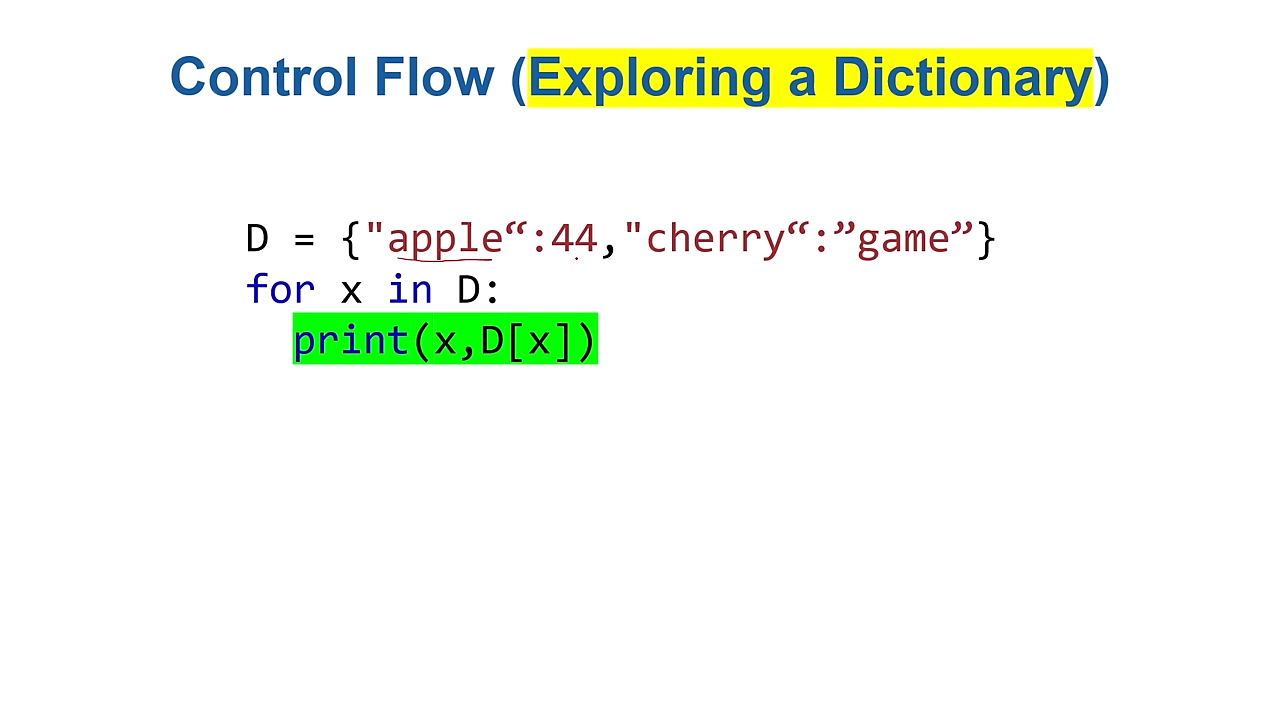 Control Flow (Exploring a Dictionary)
D = {"apple“:44,"cherry“:”game”}
for x in D:
  print(x,D[x])